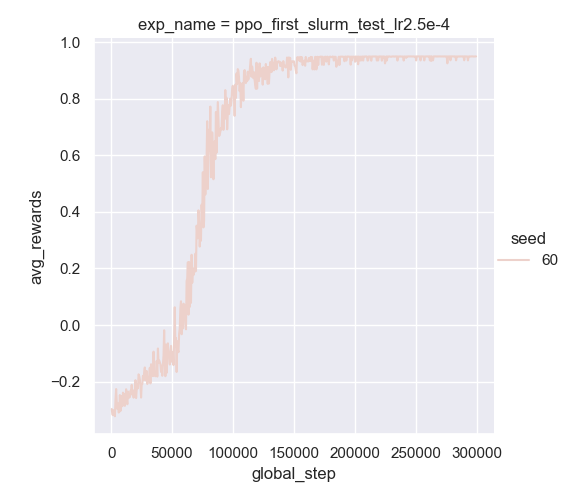 exp_name = ppo_first_slurm_test_lr2.5e-4
1.0
0.8
0.6
0.4
0.2
0.0
−0.2
avg_rewards
0 50000 100000 150000 200000 250000 300000
global_step
seed
60